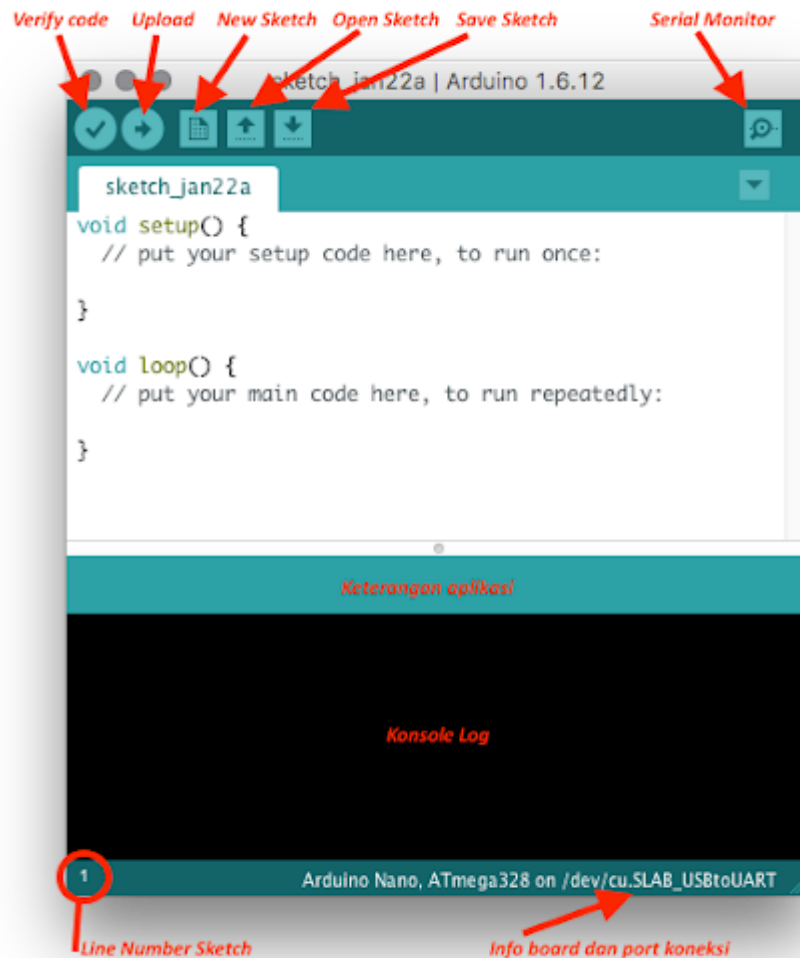 Verify code Upload New Sketch Open Sketch Save Sketch Serial Monitor
sketch_jan22a | Arduino 1.6.12
sketch_jan22a
void setup() {
// put your setup code here, to run once:
}
void loop() {
// put your main code here, to run repeatedly:
}
Keterangan aplikasi
Konsole Log
1
Arduino Nano, ATmega328 on /dev/cu.SLAB_USBtoUART
Line Number Sketch
Info board dan port koneksi